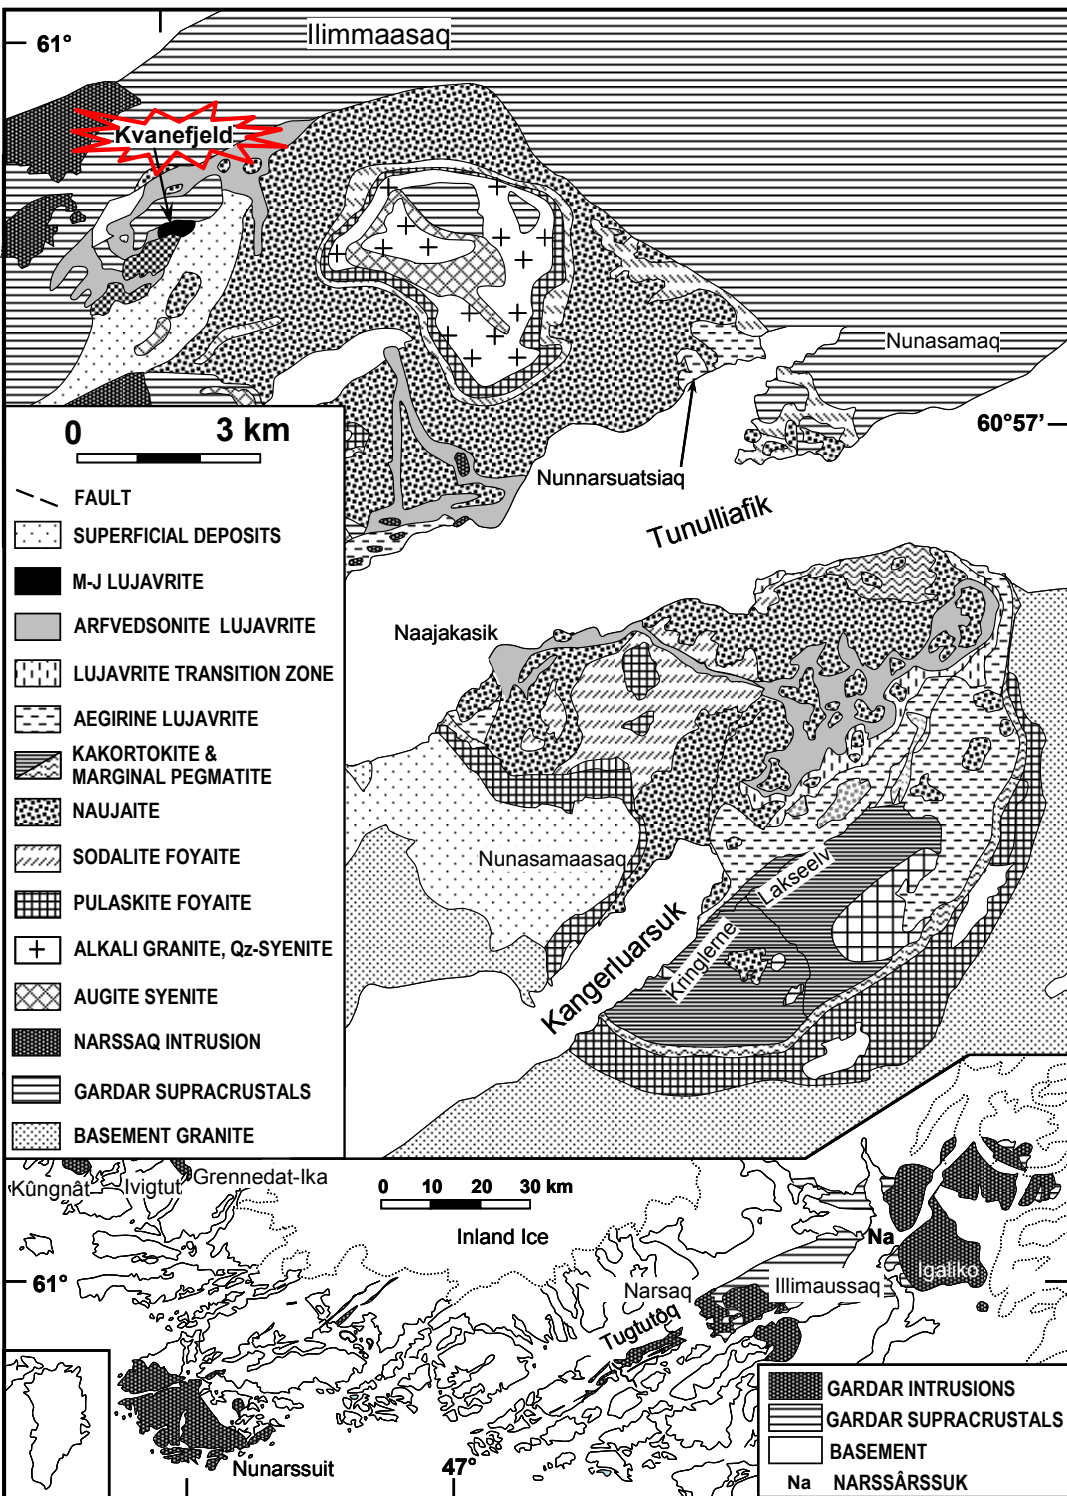 Ilimmaasaq
61°
Kvanefjeld
Nunasamaq
60°57’
0 3 km
Nunnarsuatsiaq
Tunulliafik
FAULT
SUPERFICIAL DEPOSITS
M-J LUJAVRITE
ARFVEDSONITE LUJAVRITE
LUJAVRITE TRANSITION ZONE
AEGIRINE LUJAVRITE
KAKORTOKITE &
MARGINAL PEGMATITE
NAUJAITE
SODALITE FOYAITE
PULASKITE FOYAITE
ALKALI GRANITE, Qz-SYENITE
AUGITE SYENITE
NARSSAQ INTRUSION
GARDAR SUPRACRUSTALS
BASEMENT GRANITE
Naajakasik
Nunasamaasaq
Lakseelv
Kringlerne
Kangerluarsuk
Kûngnât
Ivigtut
Grennedat-Ika
0 10 20 30 km
Inland Ice
Na
61°
Igaliko
Narsaq
Illimaussaq
Tugtutôq
Nunarssuit
47°
GARDAR INTRUSIONS
GARDAR SUPRACRUSTALS
BASEMENT
Na NARSSÂRSSUK